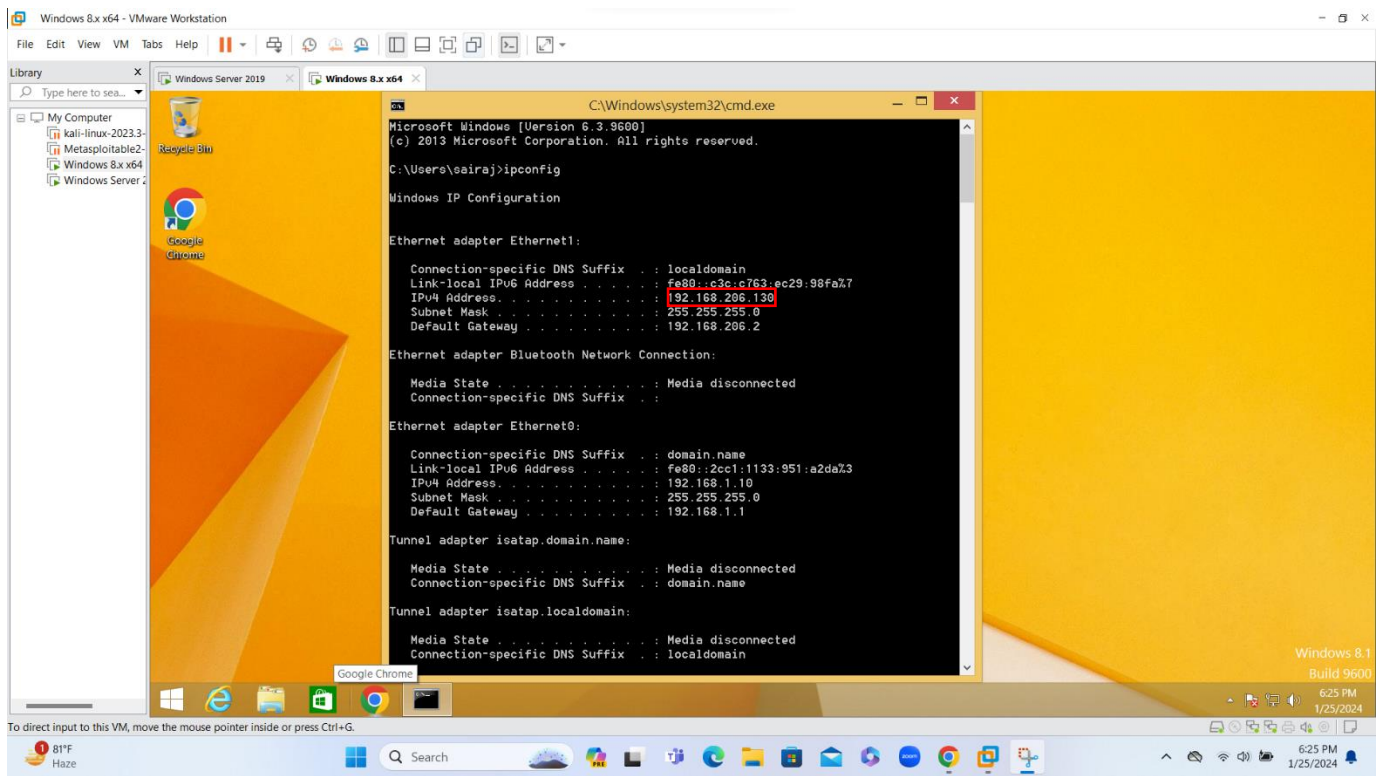 Windows 8.x x64 - VMware Workstation
File Edit View VM Tabs Help
Library
Windows Server 2019
Windows 8.x x64
Type here to sea...
My Computer
kali-linux-2023.3-
Metasploitable2-
Windows 8.x x64
Windows Server 2
Recycle Bin
Google
Chrome
C:\Windows\system32\cmd.exe
Microsoft Windows [Version 6.3.9600]
(c) 2013 Microsoft Corporation. All rights reserved.
C:\Users\sairaj>ipconfig
Windows IP Configuration
Ethernet adapter Ethernet1:
Connection-specific DNS Suffix . : localdomain
Link-local IPv6 Address . . . . . : fe80::c3c:c763:ec29:98fa%7
IPv4 Address. . . . . . . . . . . : 192.168.206.130
Subnet Mask . . . . . . . . . . . : 255.255.255.0
Default Gateway . . . . . . . . . : 192.168.206.2
Ethernet adapter Bluetooth Network Connection:
Media State . . . . . . . . . . . : Media disconnected
Connection-specific DNS Suffix . :
Ethernet adapter Ethernet0:
Connection-specific DNS Suffix . : domain.name
Link-local IPv6 Address . . . . . : fe80::2cc1:1133:951:a2da%3
IPv4 Address. . . . . . . . . . . : 192.168.1.10
Subnet Mask . . . . . . . . . . . : 255.255.255.0
Default Gateway . . . . . . . . . : 192.168.1.1
Tunnel adapter isatap.domain.name:
Media State . . . . . . . . . . . : Media disconnected
Connection-specific DNS Suffix . : domain.name
Tunnel adapter isatap.localdomain:
Media State . . . . . . . . . . . : Media disconnected
Connection-specific DNS Suffix . : localdomain
Google Chrome
Windows 8.1
Build 9600
6:25 PM
1/25/2024
To direct input to this VM, move the mouse pointer inside or press Ctrl+G.
1
81°F
Haze
Search
PRE
zoom
6:25 PM
1/25/2024